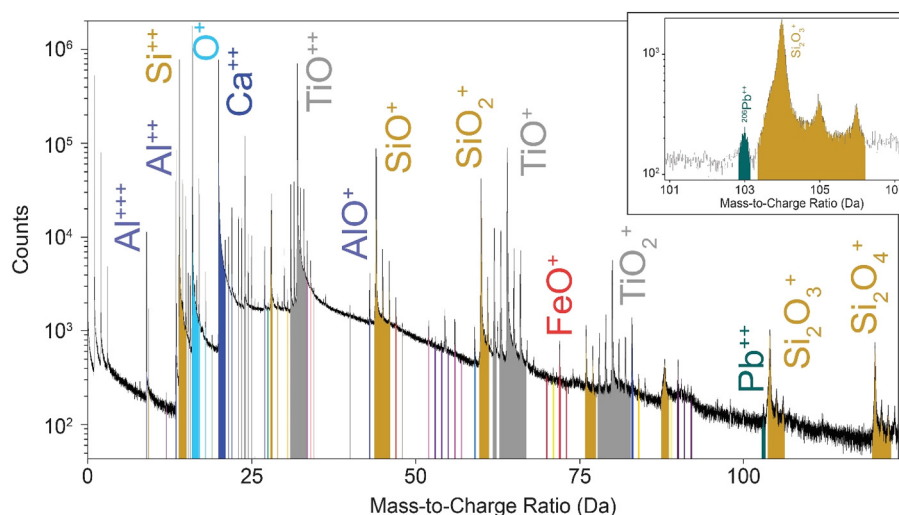 10⁶
10⁵
10⁴
10³
10²
Counts
0
25
50
75
100
Mass-to-Charge Ratio (Da)
Al⁺⁺⁺
Al⁺⁺
Si⁺⁺
O⁺
Ca⁺⁺
TiO⁺⁺
AlO⁺
SiO⁺
SiO₂⁺
TiO⁺
FeO⁺
TiO₂⁺
Pb⁺⁺
Si₂O₃⁺
Si₂O₄⁺
10³
10²
²⁰⁶Pb⁺⁺
Si₂O₃⁺
101
103
105
Mass-to-Charge Ratio (Da)